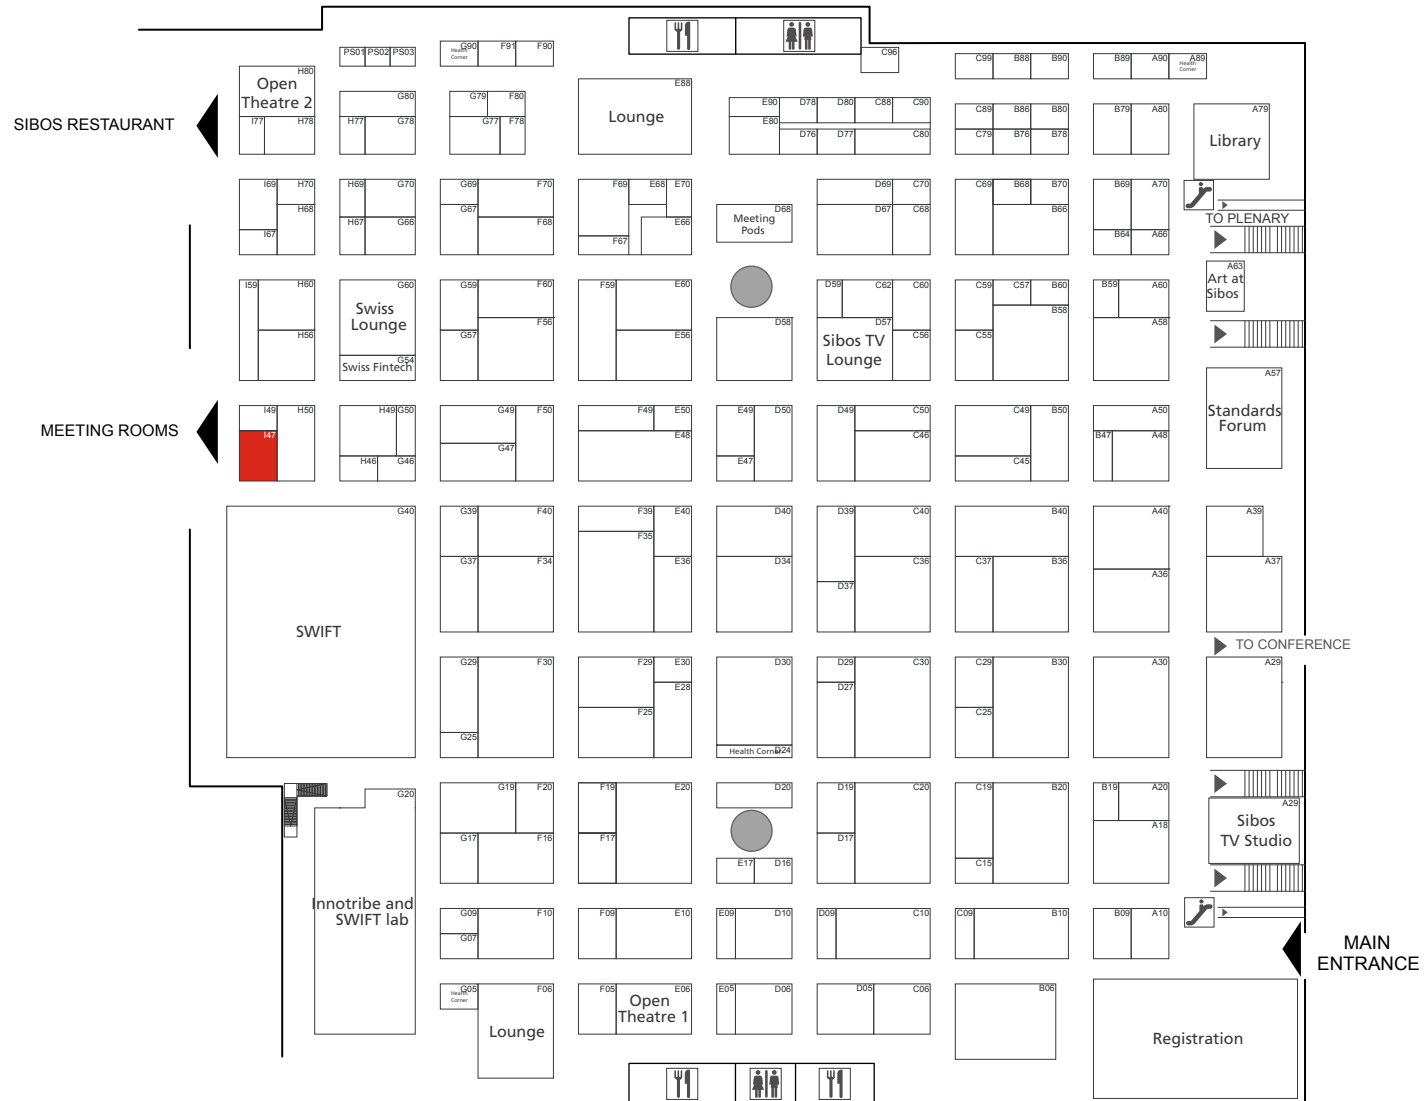 PS01 PS02 PS03
G90 F91 F90
Health
Corner
C96
C99 B88 B90
B89 A90 A89
Health
Corner
H80
Open
Theatre 2
I77 H78
G80
H77 G78
G79 F80
G77 F78
E88
Lounge
E90 D78 D80 C88 C90
E80 D76 D77 C80
C89 B86 B80
C79 B76 B78
B79 A80
A79
Library
SIBOS RESTAURANT
I69 H70
H68
I67
H69 G70
H67 G66
G69 F70
G67 F68
F69 E68 E70
E66
F67
D68
Meeting
Pods
D69 C70
D67 C68
C69 B68 B70
B66
B69 A70
B64 A66
TO PLENARY
A63
Art at
Sibos
I59 H60
H56
G60
Swiss
Lounge
G54
Swiss Fintech
G59 F56
G57
F59 E60
E56
D58
D59 C62 C60
D57 C56
Sibos TV
Lounge
C59 C57 B60
B58
C55
B59 A60
A58
A57
Standards
Forum
MEETING ROOMS
I49 H50
I47
H49 G50
H46 G46
G49 F50
G47
F49 E50
E48
E49 D50
E47
D49 C50
C46
C49 B50
C45
A50
B47 A48
G40
SWIFT
G39 F40
G37 F34
F39 E40
F35 E36
D40
D34
D39 C40
D37 C36
B40
C37 B36
A40
A36
A39
A37
TO CONFERENCE
G29 F30
G25
F29 E30
E28
F25
D30
Health Corner D24
D29 C30
D27
C29 B30
C25
A30
A29
G20
Innotribe and
SWIFT lab
G19 F20
G17 F16
F19 E20
F17
D20
E17 D16
D19 C20
D17
C19 B20
C15
B19 A20
A18
A29
Sibos
TV Studio
G09 F10
G07
F09 E10
E09 D10
D09 C10
C09 B10
B09 A10
MAIN
ENTRANCE
G05 F06
Health
Corner
Lounge
F05 E06
Open
Theatre 1
E05 D06
D05 C06
B06
Registration